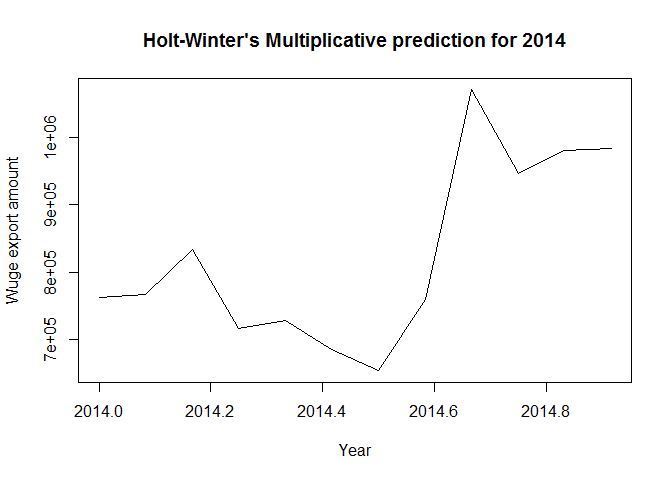 Holt-Winter's Multiplicative prediction for 2014
Wuge export amount
1e+06
9e+05
8e+05
7e+05
2014.0 2014.2 2014.4 2014.6 2014.8
Year